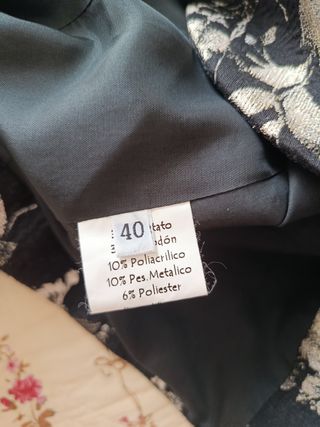 40
10% Poliacrílico
10% Pes. Metalico
6% Poliester